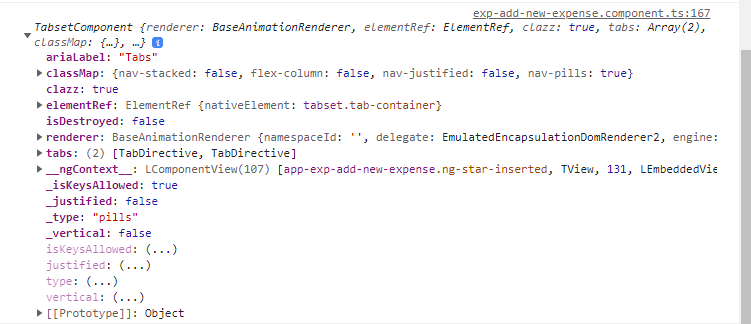 exp-add-new-expense.component.ts:167
TabsetComponent {renderer: BaseAnimationRenderer, elementRef: ElementRef, clazz: true, tabs: Array(2),
classMap: {…}, …} i
ariaLabel: "Tabs"
classMap: {nav-stacked: false, flex-column: false, nav-justified: false, nav-pills: true}
clazz: true
elementRef: ElementRef {nativeElement: tabset.tab-container}
isDestroyed: false
renderer: BaseAnimationRenderer {namespaceId: '', delegate: EmulatedEncapsulationDomRenderer2, engine:
tabs: (2) [TabDirective, TabDirective]
__ngContext__: LComponentView(107) [app-exp-add-new-expense.ng-star-inserted, TView, 131, LEmbeddedVie
_isKeysAllowed: true
_justified: false
_type: "pills"
_vertical: false
isKeysAllowed: (...)
justified: (...)
type: (...)
vertical: (...)
[[Prototype]]: Object